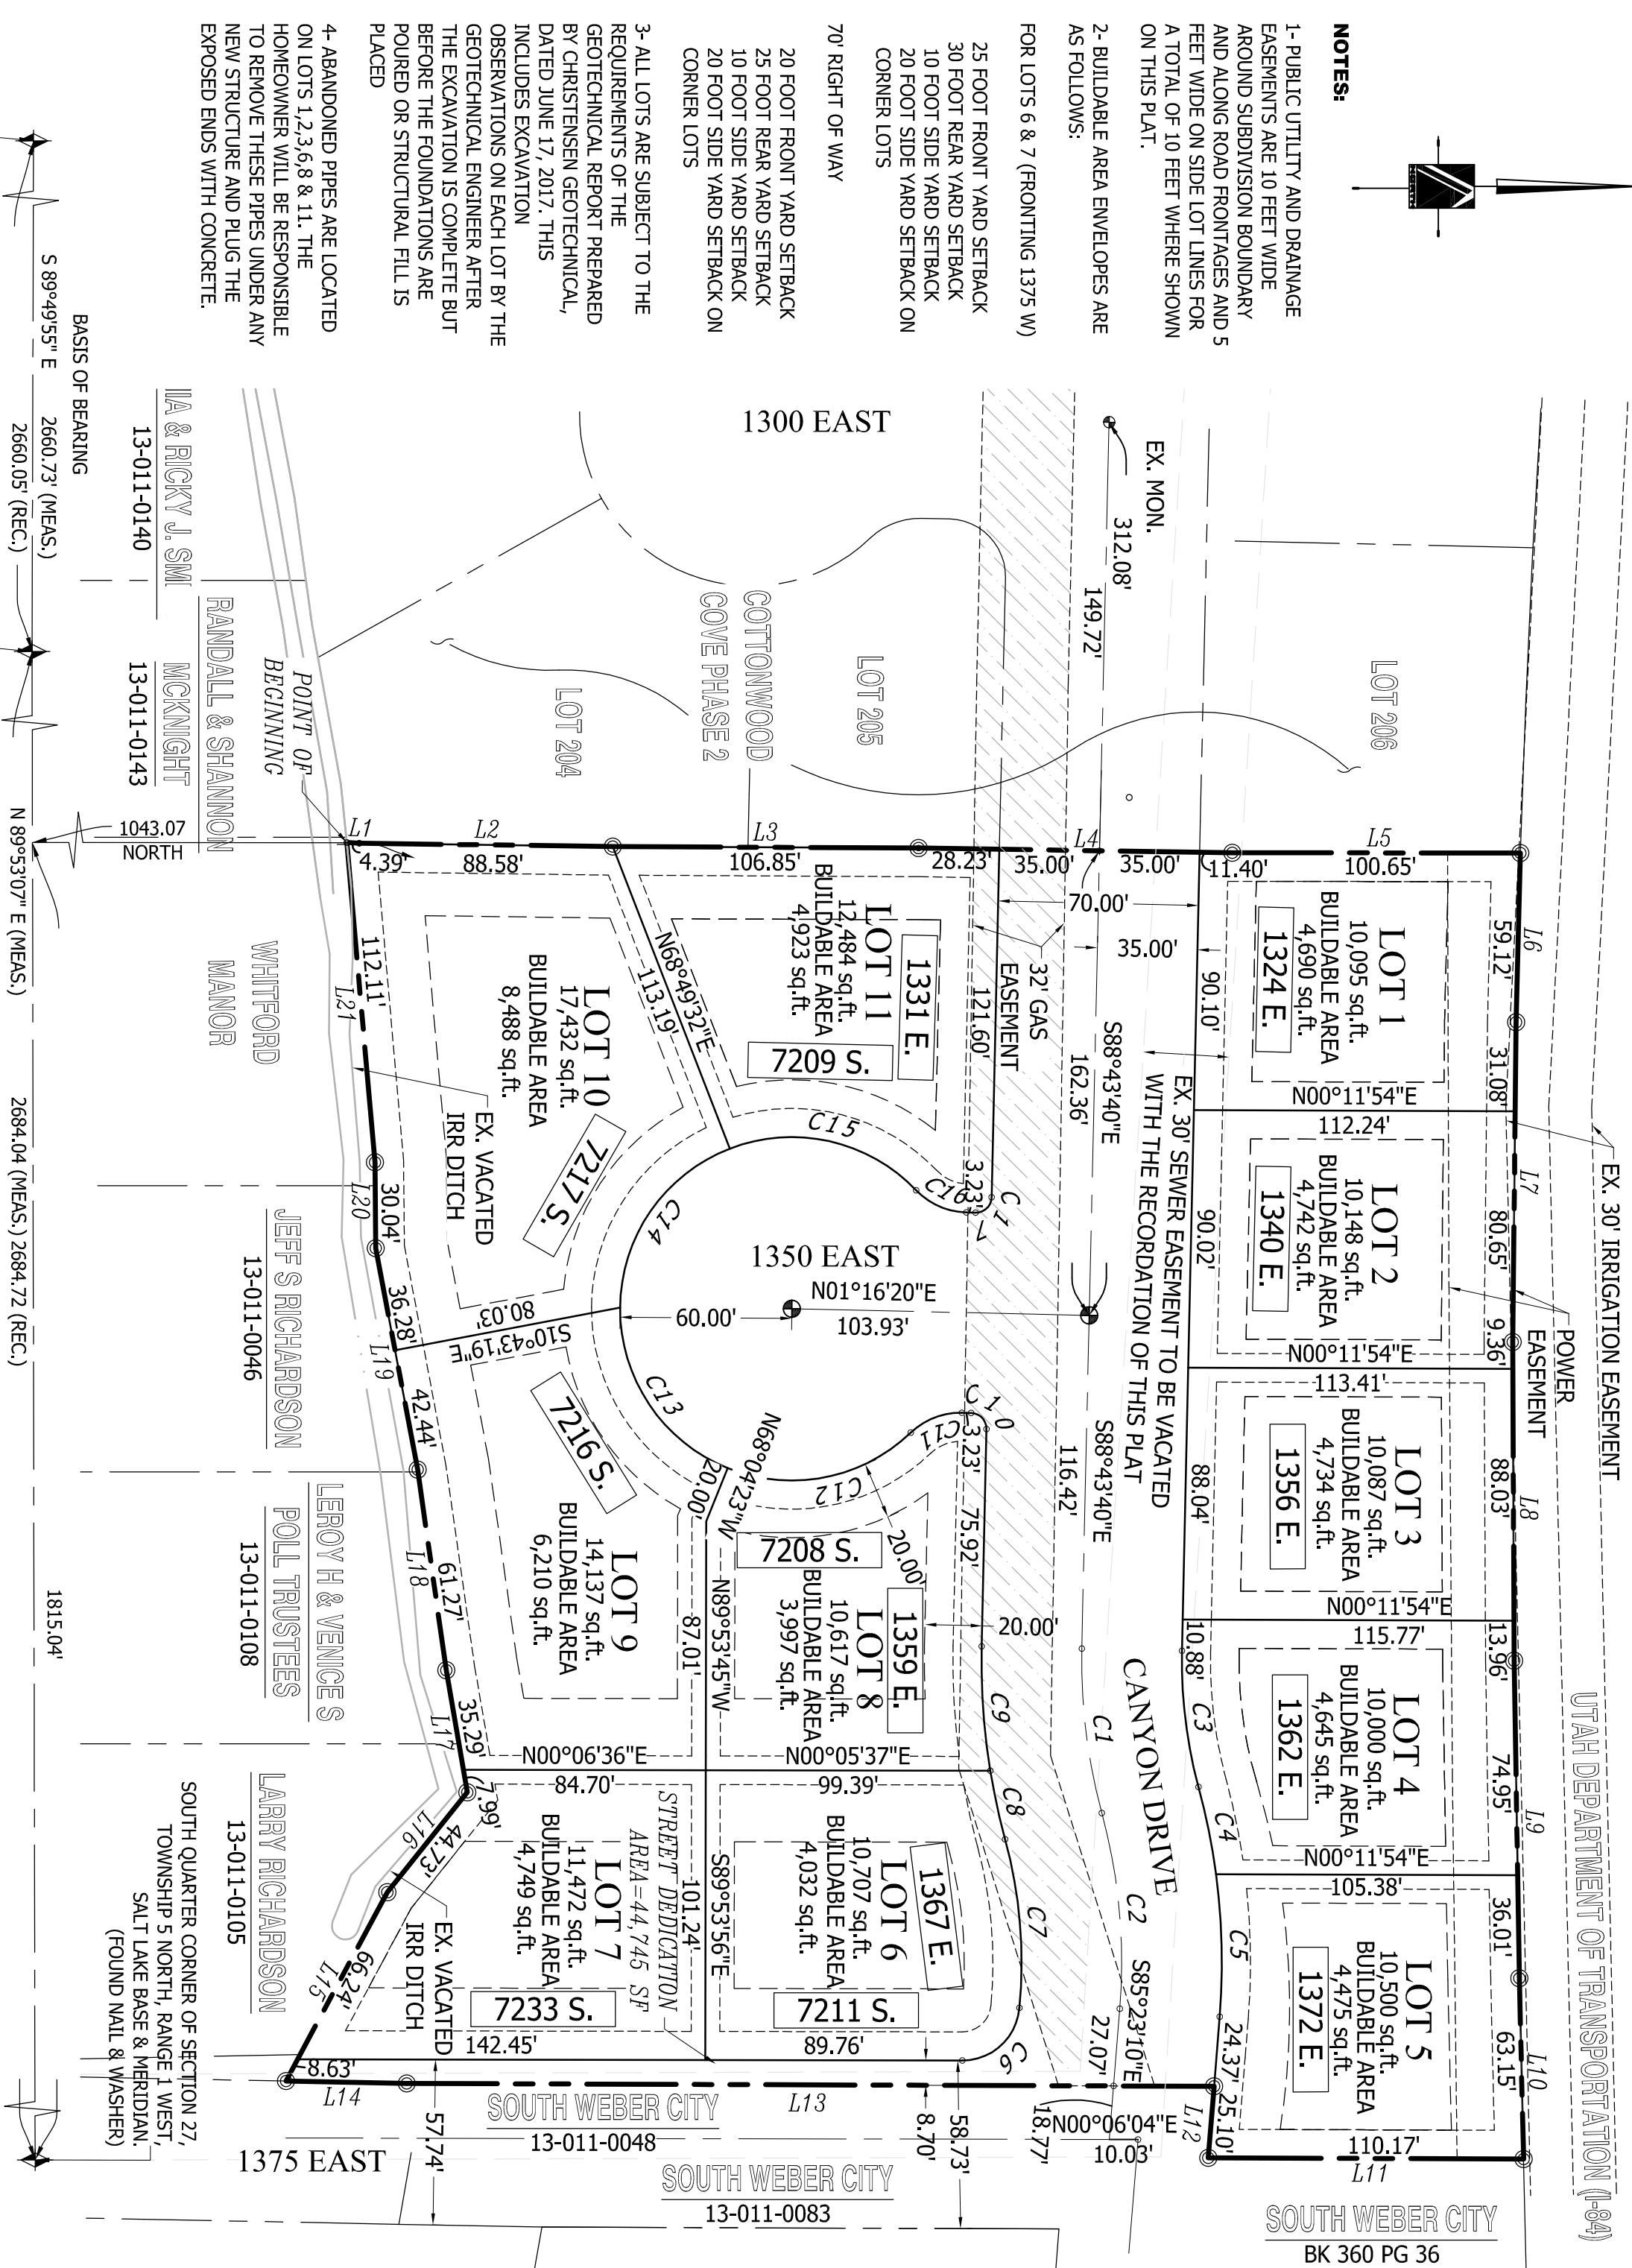 NOTES:
1- PUBLIC UTILITY AND DRAINAGE
EASEMENTS ARE 10 FEET WIDE
AROUND SUBDIVISION BOUNDARY
AND ALONG ROAD FRONTAGES AND 5
FEET WIDE ON SIDE LOT LINES FOR
A TOTAL OF 10 FEET WHERE SHOWN
ON THIS PLAT.
2- BUILDABLE AREA ENVELOPES ARE
AS FOLLOWS:
FOR LOTS 6 & 7 (FRONTING 1375 W)
25 FOOT FRONT YARD SETBACK
30 FOOT REAR YARD SETBACK
10 FOOT SIDE YARD SETBACK
20 FOOT SIDE YARD SETBACK ON
CORNER LOTS
70' RIGHT OF WAY
20 FOOT FRONT YARD SETBACK
25 FOOT REAR YARD SETBACK
10 FOOT SIDE YARD SETBACK
20 FOOT SIDE YARD SETBACK ON
CORNER LOTS
3- ALL LOTS ARE SUBJECT TO THE
REQUIREMENTS OF THE
GEOTECHNICAL REPORT PREPARED
BY CHRISTENSEN GEOTECHNICAL,
DATED JUNE 17, 2017. THIS
INCLUDES EXCAVATION
OBSERVATIONS ON EACH LOT BY THE
GEOTECHNICAL ENGINEER AFTER
THE EXCAVATION IS COMPLETE BUT
BEFORE THE FOUNDATIONS ARE
POURED OR STRUCTURAL FILL IS
PLACED
4- ABANDONED PIPES ARE LOCATED
ON LOTS 1,2,3,6,8 & 11. THE
HOMEOWNER WILL BE RESPONSIBLE
TO REMOVE THESE PIPES UNDER ANY
NEW STRUCTURE AND PLUG THE
EXPOSED ENDS WITH CONCRETE.
NORTH
EX. 30' IRRIGATION EASEMENT
UTAH DEPARTMENT OF TRANSPORTATION (I-84)
POWER
EASEMENT
L6
L7
L8
L9
L10
59.12'
31.08'
80.65'
9.36'
88.03'
13.96'
74.95'
36.01'
63.15'
LOT 206
L5
100.65'
11.40'
LOT 1
10,095 sq.ft.
BUILDABLE AREA
4,690 sq.ft.
1324 E.
N00°11'54"E
112.24'
LOT 2
10,148 sq.ft.
BUILDABLE AREA
4,742 sq.ft.
1340 E.
N00°11'54"E
113.41'
LOT 3
10,087 sq.ft.
BUILDABLE AREA
4,734 sq.ft.
1356 E.
N00°11'54"E
115.77'
LOT 4
10,000 sq.ft.
BUILDABLE AREA
4,645 sq.ft.
1362 E.
N00°11'54"E
105.38'
LOT 5
10,500 sq.ft.
BUILDABLE AREA
4,475 sq.ft.
1372 E.
110.17'
L11
SOUTH WEBER CITY
BK 360 PG 36
90.10'
90.02'
88.04'
10.88'
C3
C4
C5
24.37'
25.10'
L12
EX. 30' SEWER EASEMENT TO BE VACATED
WITH THE RECORDATION OF THIS PLAT
EX. MON.
312.08'
149.72'
L4
35.00'
35.00'
70.00'
35.00'
S88°43'40"E
162.36'
S88°43'40"E
116.42'
CANYON DRIVE
C1
C2
S85°23'10"E
27.07'
N00°06'04"E
10.03'
18.77'
32' GAS
EASEMENT
28.23'
121.60'
3.23'
C17
C16
C10
C11
3.23'
75.92'
20.00'
C9
C8
C7
C6
58.73'
8.70'
1300 EAST
LOT 205
COTTONWOOD
COVE PHASE 2
LOT 204
L3
106.85'
L2
88.58'
LOT 11
12,484 sq.ft.
BUILDABLE AREA
4,923 sq.ft.
1331 E.
7209 S.
C15
N68°49'32"E
113.19'
1350 EAST
N01°16'20"E
103.93'
60.00'
C14
C13
C12
20.00'
LOT 8
10,617 sq.ft.
BUILDABLE AREA
3,997 sq.ft.
1359 E.
7208 S.
N68°04'23"W
20.00'
N89°53'45"W
87.01'
N00°05'37"E
99.39'
LOT 6
10,707 sq.ft.
BUILDABLE AREA
4,032 sq.ft.
1367 E.
7211 S.
89.76'
S89°53'56"E
101.24'
L13
SOUTH WEBER CITY
13-011-0083
SOUTH WEBER CITY
13-011-0048
LOT 10
17,432 sq.ft.
BUILDABLE AREA
8,488 sq.ft.
7217 S.
EX. VACATED
IRR DITCH
S10°43'19"E
80.03'
7216 S.
LOT 9
14,137 sq.ft.
BUILDABLE AREA
6,210 sq.ft.
N00°06'36"E
84.70'
STREET DEDICATION
AREA=44,745 SF
LOT 7
11,472 sq.ft.
BUILDABLE AREA
4,749 sq.ft.
7233 S.
142.45'
EX. VACATED
IRR DITCH
POINT OF
BEGINNING
L1
4.39'
112.11'
L21
30.04'
L20
36.28'
L19
42.44'
61.27'
L18
35.29'
L17
7.99'
44.73'
L16
66.24'
L15
8.63'
L14
57.74'
1375 EAST
IIA & RICKY J. SMI
13-011-0140
RANDALL & SHANNON
MCKNIGHT
13-011-0143
WHITFORD
MANOR
JEFF S RICHARDSON
13-011-0046
LEROY H & VENICE S
POLL TRUSTEES
13-011-0108
LARRY RICHARDSON
13-011-0105
1043.07
NORTH
BASIS OF BEARING
S 89°49'55" E
2660.73' (MEAS.)
2660.05' (REC.)
N 89°53'07" E (MEAS.)
2684.04 (MEAS.) 2684.72 (REC.)
1815.04'
SOUTH QUARTER CORNER OF SECTION 27,
TOWNSHIP 5 NORTH, RANGE 1 WEST,
SALT LAKE BASE & MERIDIAN.
(FOUND NAIL & WASHER)